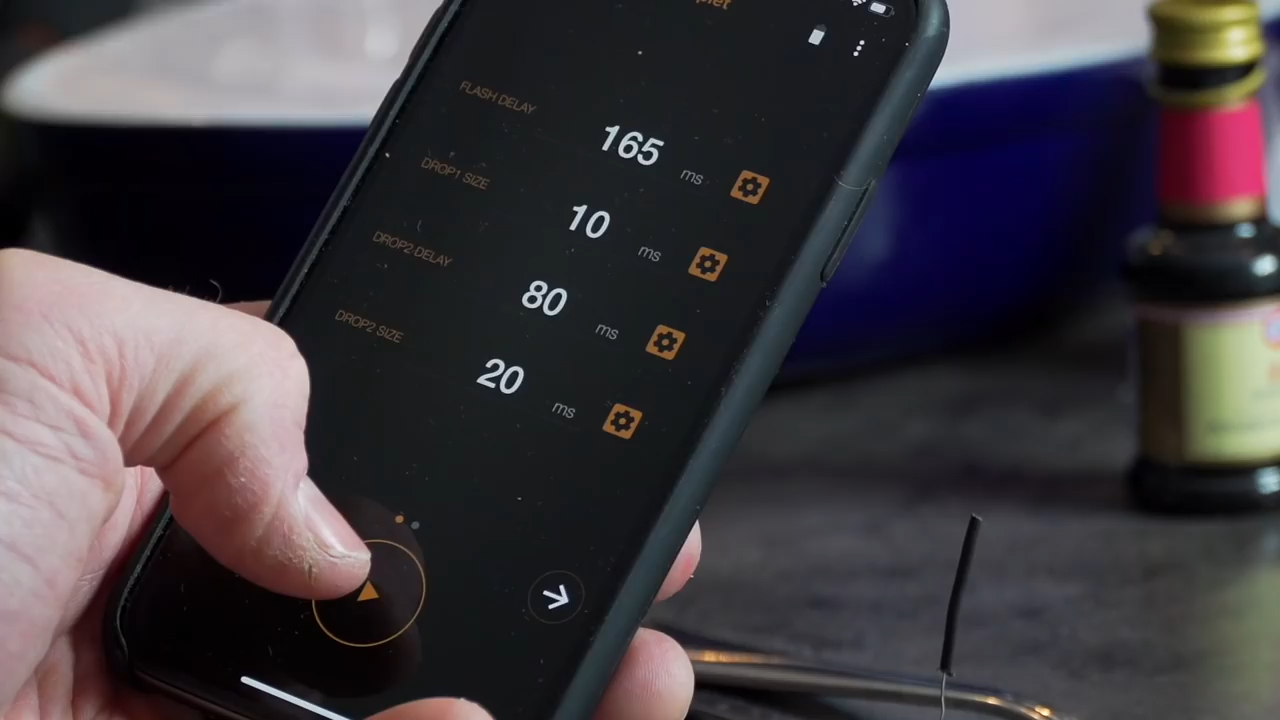 FLASH DELAY
165 ms
DROP1 SIZE
10 ms
DROP2 DELAY
80 ms
DROP2 SIZE
20 ms